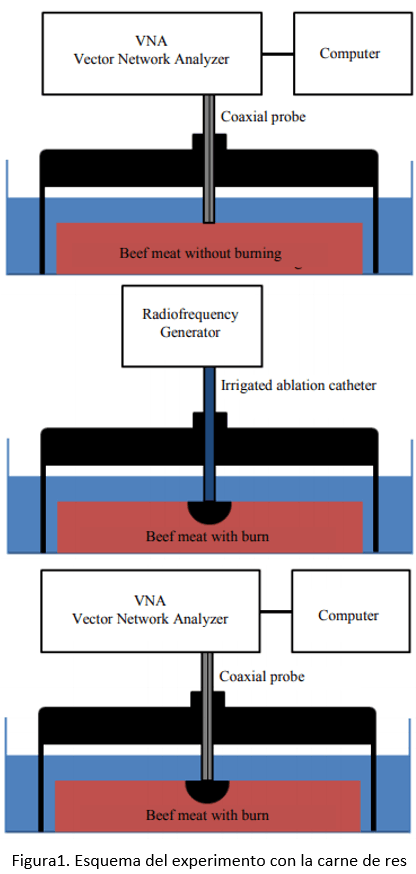 VNA
Vector Network Analyzer
Computer
Coaxial probe
Beef meat without burning
Radiofrequency
Generator
Irrigated ablation catheter
Beef meat with burn
VNA
Vector Network Analyzer
Computer
Coaxial probe
Beef meat with burn
Figura1. Esquema del experimento con la carne de res